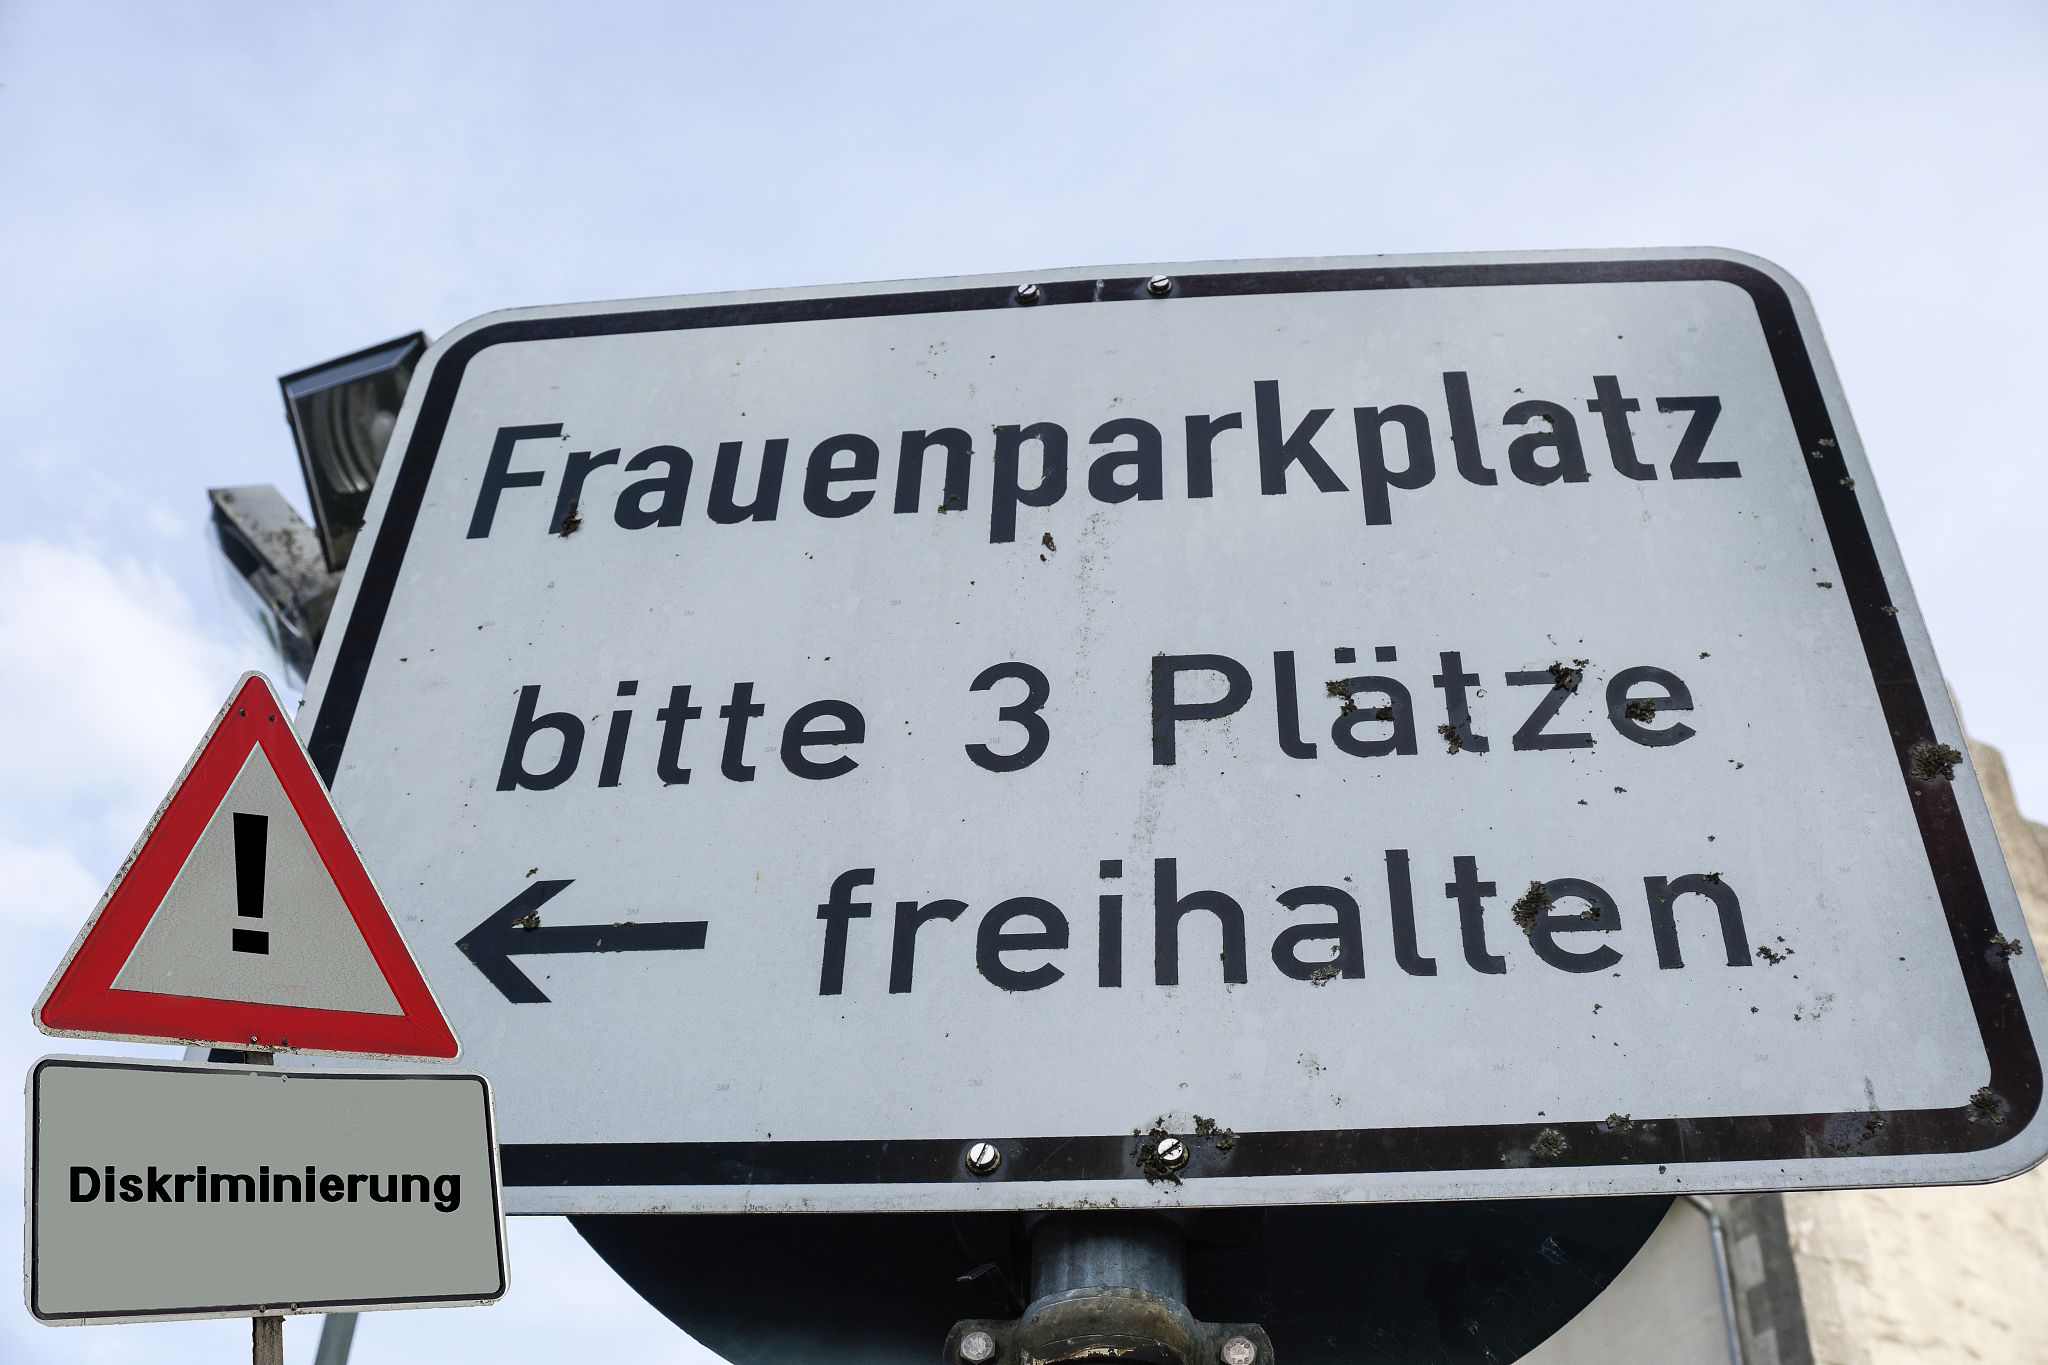 Frauenparkplatz
bitte 3 Plätze
← freihalten
!
Diskriminierung